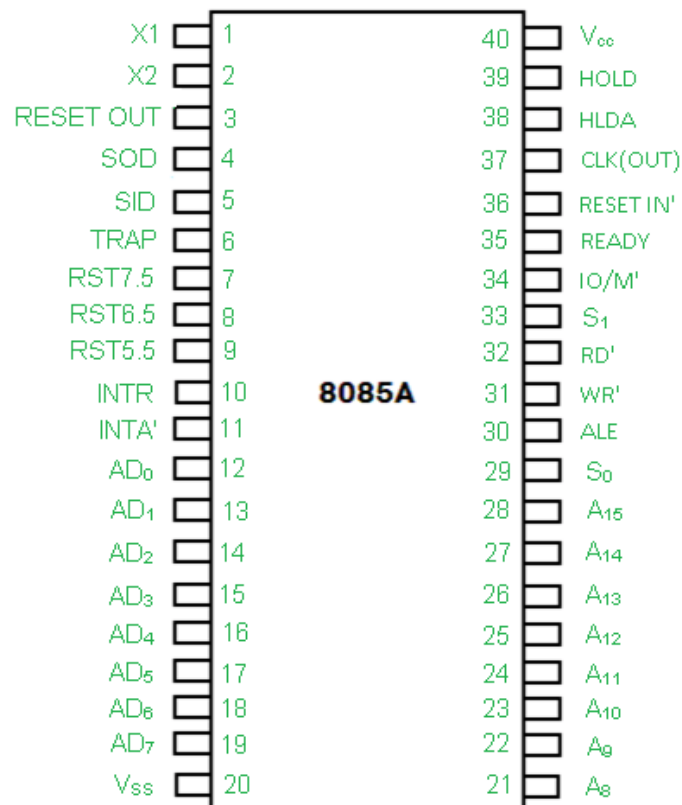 X1 1 40 Vcc
X2 2 39 HOLD
RESET OUT 3 38 HLDA
SOD 4 37 CLK(OUT)
SID 5 36 RESET IN'
TRAP 6 35 READY
RST7.5 7 34 IO/M'
RST6.5 8 33 S₁
RST5.5 9 32 RD'
INTR 10 8085A 31 WR'
INTA' 11 30 ALE
AD₀ 12 29 S₀
AD₁ 13 28 A₁₅
AD₂ 14 27 A₁₄
AD₃ 15 26 A₁₃
AD₄ 16 25 A₁₂
AD₅ 17 24 A₁₁
AD₆ 18 23 A₁₀
AD₇ 19 22 A₉
Vss 20 21 A₈